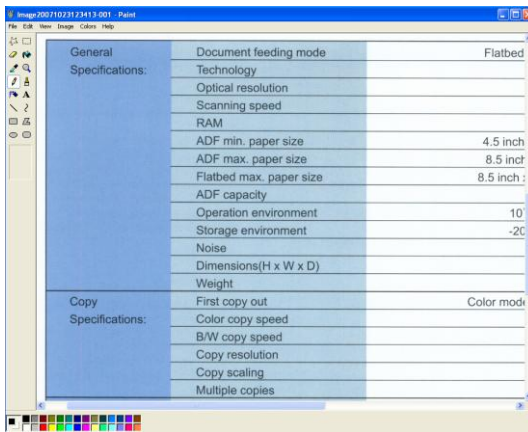 Image20071023123413-001 - Paint
File Edit View Image Colors Help
General Document feeding mode Flatbed
Specifications: Technology
Optical resolution
Scanning speed
RAM
ADF min. paper size 4.5 inch
ADF max. paper size 8.5 inch
Flatbed max. paper size 8.5 inch
ADF capacity
Operation environment 10
Storage environment -20
Noise
Dimensions(H x W x D)
Weight
Copy First copy out Color mode
Specifications: Color copy speed
B/W copy speed
Copy resolution
Copy scaling
Multiple copies